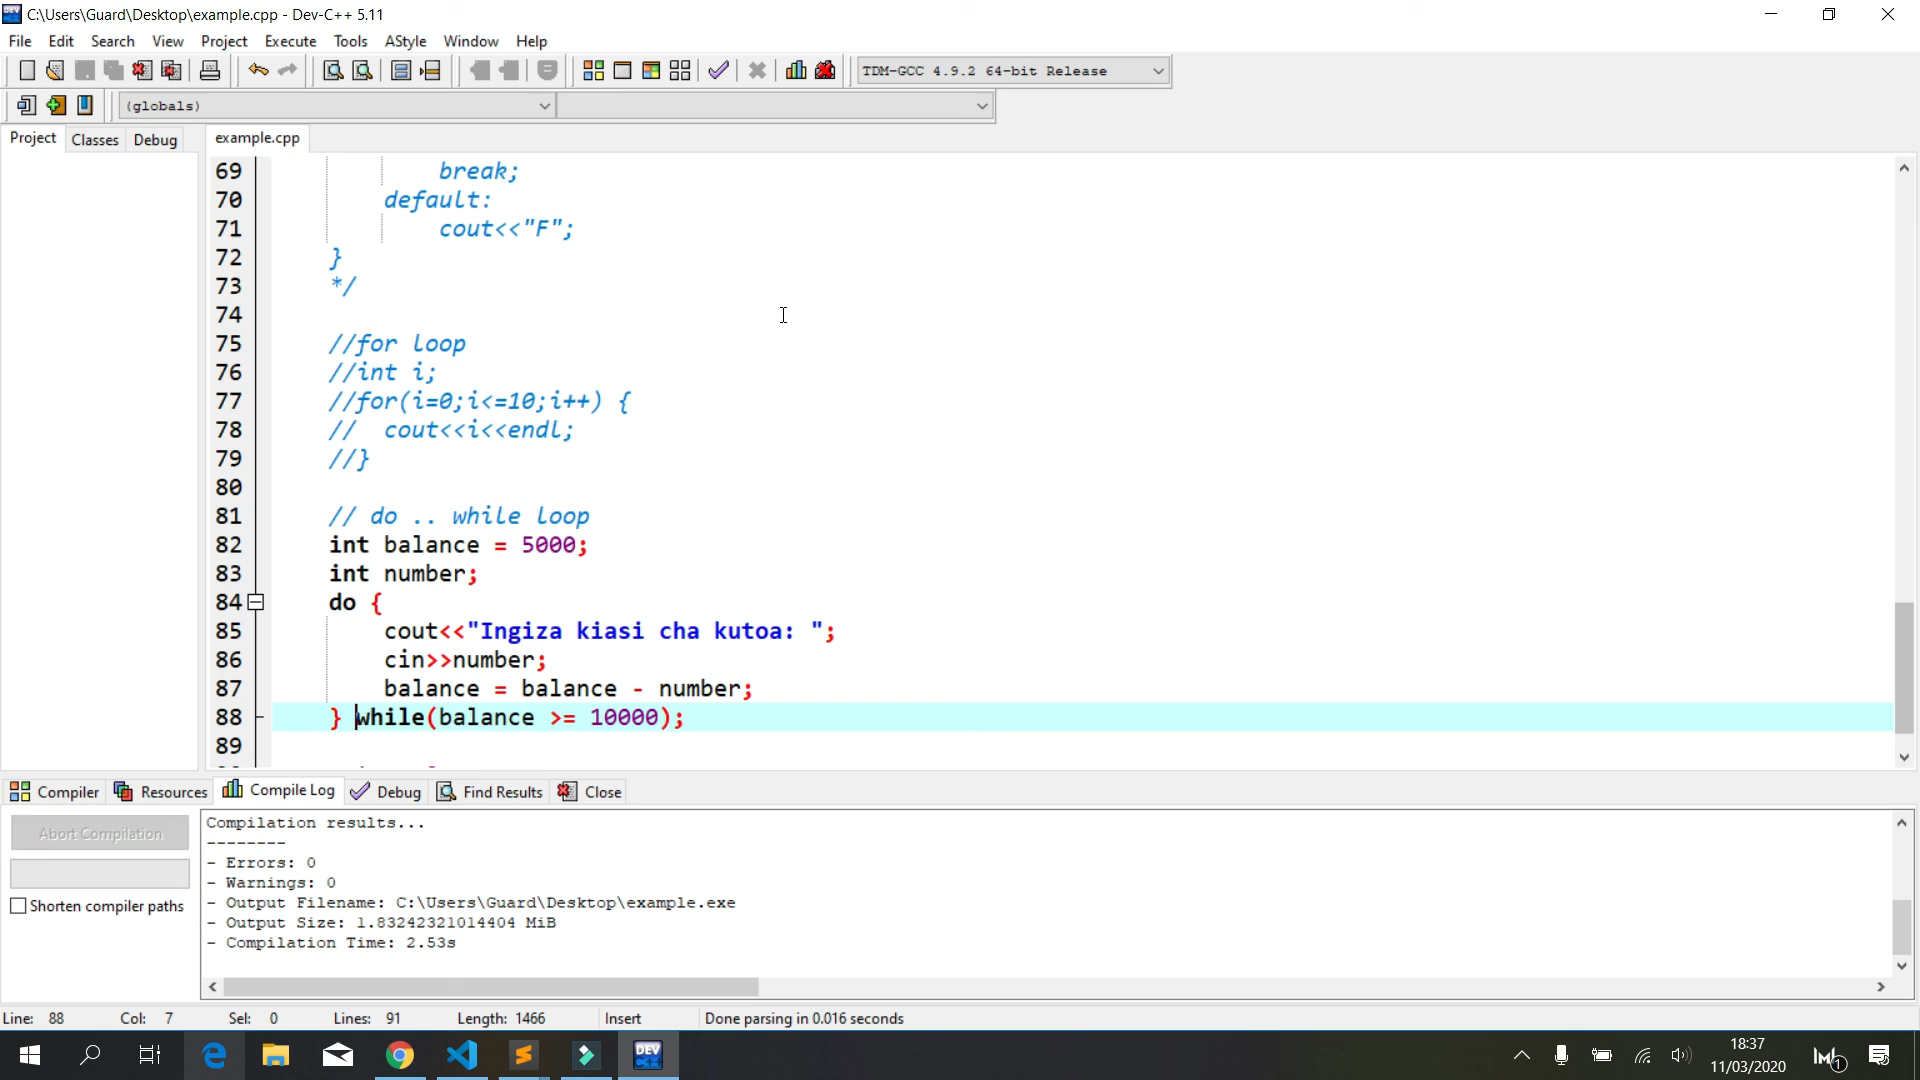 C:\Users\Guard\Desktop\example.cpp - Dev-C++ 5.11
File Edit Search View Project Execute Tools AStyle Window Help
TDM-GCC 4.9.2 64-bit Release
(globals)
Project Classes Debug example.cpp
69 break;
70 default:
71 cout<<"F";
72 }
73 */
74
75 //for loop
76 //int i;
77 //for(i=0;i<=10;i++) {
78 // cout<<i<<endl;
79 //}
80
81 // do .. while loop
82 int balance = 5000;
83 int number;
84 do {
85 cout<<"Ingiza kiasi cha kutoa: ";
86 cin>>number;
87 balance = balance - number;
88 } while(balance >= 10000);
89
Compiler Resources Compile Log Debug Find Results Close
Abort Compilation
Shorten compiler paths
Compilation results...
--------
- Errors: 0
- Warnings: 0
- Output Filename: C:\Users\Guard\Desktop\example.exe
- Output Size: 1.83242321014404 MiB
- Compilation Time: 2.53s
Line: 88 Col: 7 Sel: 0 Lines: 91 Length: 1466 Insert Done parsing in 0.016 seconds
DEV
18:37
11/03/2020
1